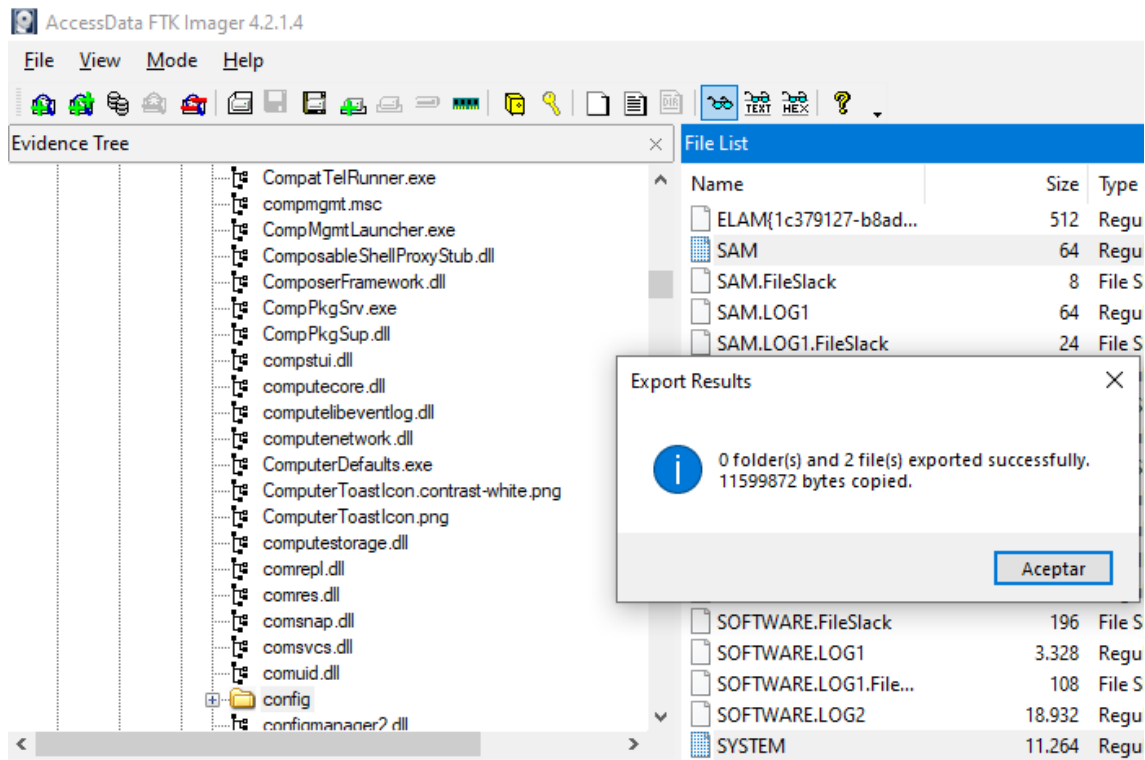 AccessData FTK Imager 4.2.1.4
File View Mode Help
Evidence Tree
CompatTelRunner.exe
compmgmt.msc
CompMgmtLauncher.exe
ComposableShellProxyStub.dll
ComposerFramework.dll
CompPkgSrv.exe
CompPkgSup.dll
compstui.dll
computecore.dll
computelibeventlog.dll
computenetwork.dll
ComputerDefaults.exe
ComputerToastIcon.contrast-white.png
ComputerToastIcon.png
computestorage.dll
comrepl.dll
comres.dll
comsnap.dll
comsvcs.dll
comuid.dll
config
configmanager2.dll
File List
Name Size Type
ELAM{1c379127-b8ad... 512 Regu
SAM 64 Regu
SAM.FileSlack 8 File S
SAM.LOG1 64 Regu
SAM.LOG1.FileSlack 24 File S
Export Results
0 folder(s) and 2 file(s) exported successfully.
11599872 bytes copied.
Aceptar
SOFTWARE.FileSlack 196 File S
SOFTWARE.LOG1 3.328 Regu
SOFTWARE.LOG1.File... 108 File S
SOFTWARE.LOG2 18.932 Regu
SYSTEM 11.264 Regu